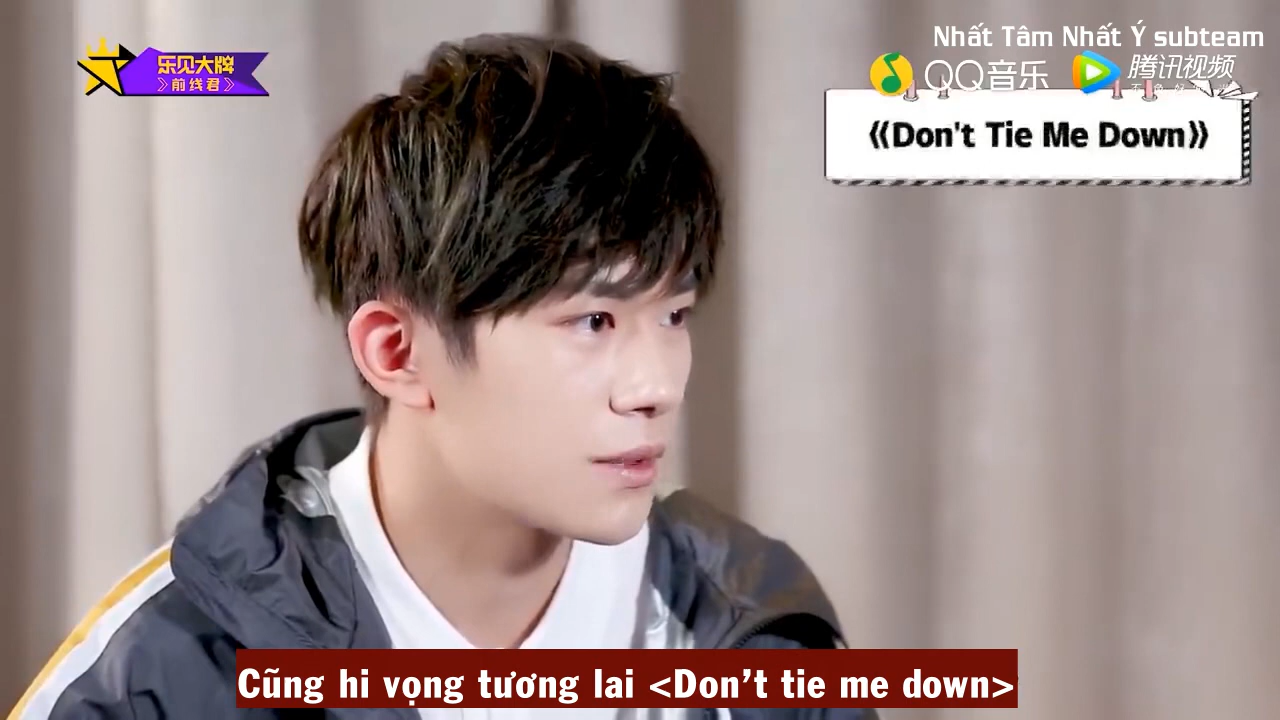 乐见大牌
》前线君》
Nhất Tâm Nhất Ý subteam
QQ音乐
腾讯视频
《Don't Tie Me Down》
Cũng hi vọng tương lai <Don’t tie me down>